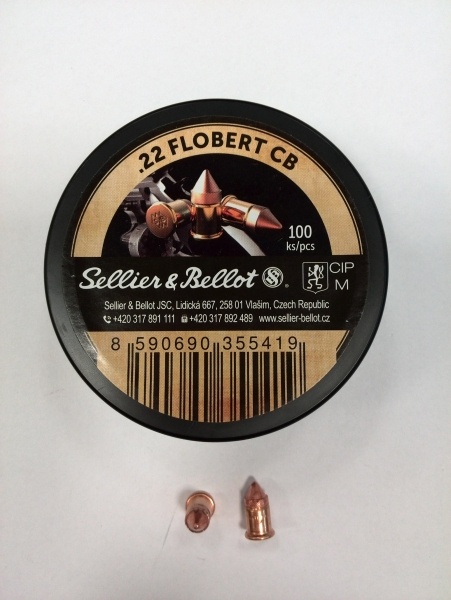 .22 FLOBERT CB
100
ks/pcs
Sellier & Bellot
CIP
M
Sellier & Bellot JSC, Lidická 667, 258 01 Vlašim, Czech Republic
+420 317 891 111 +420 317 892 489 www.sellier-bellot.cz
8 590690 355419